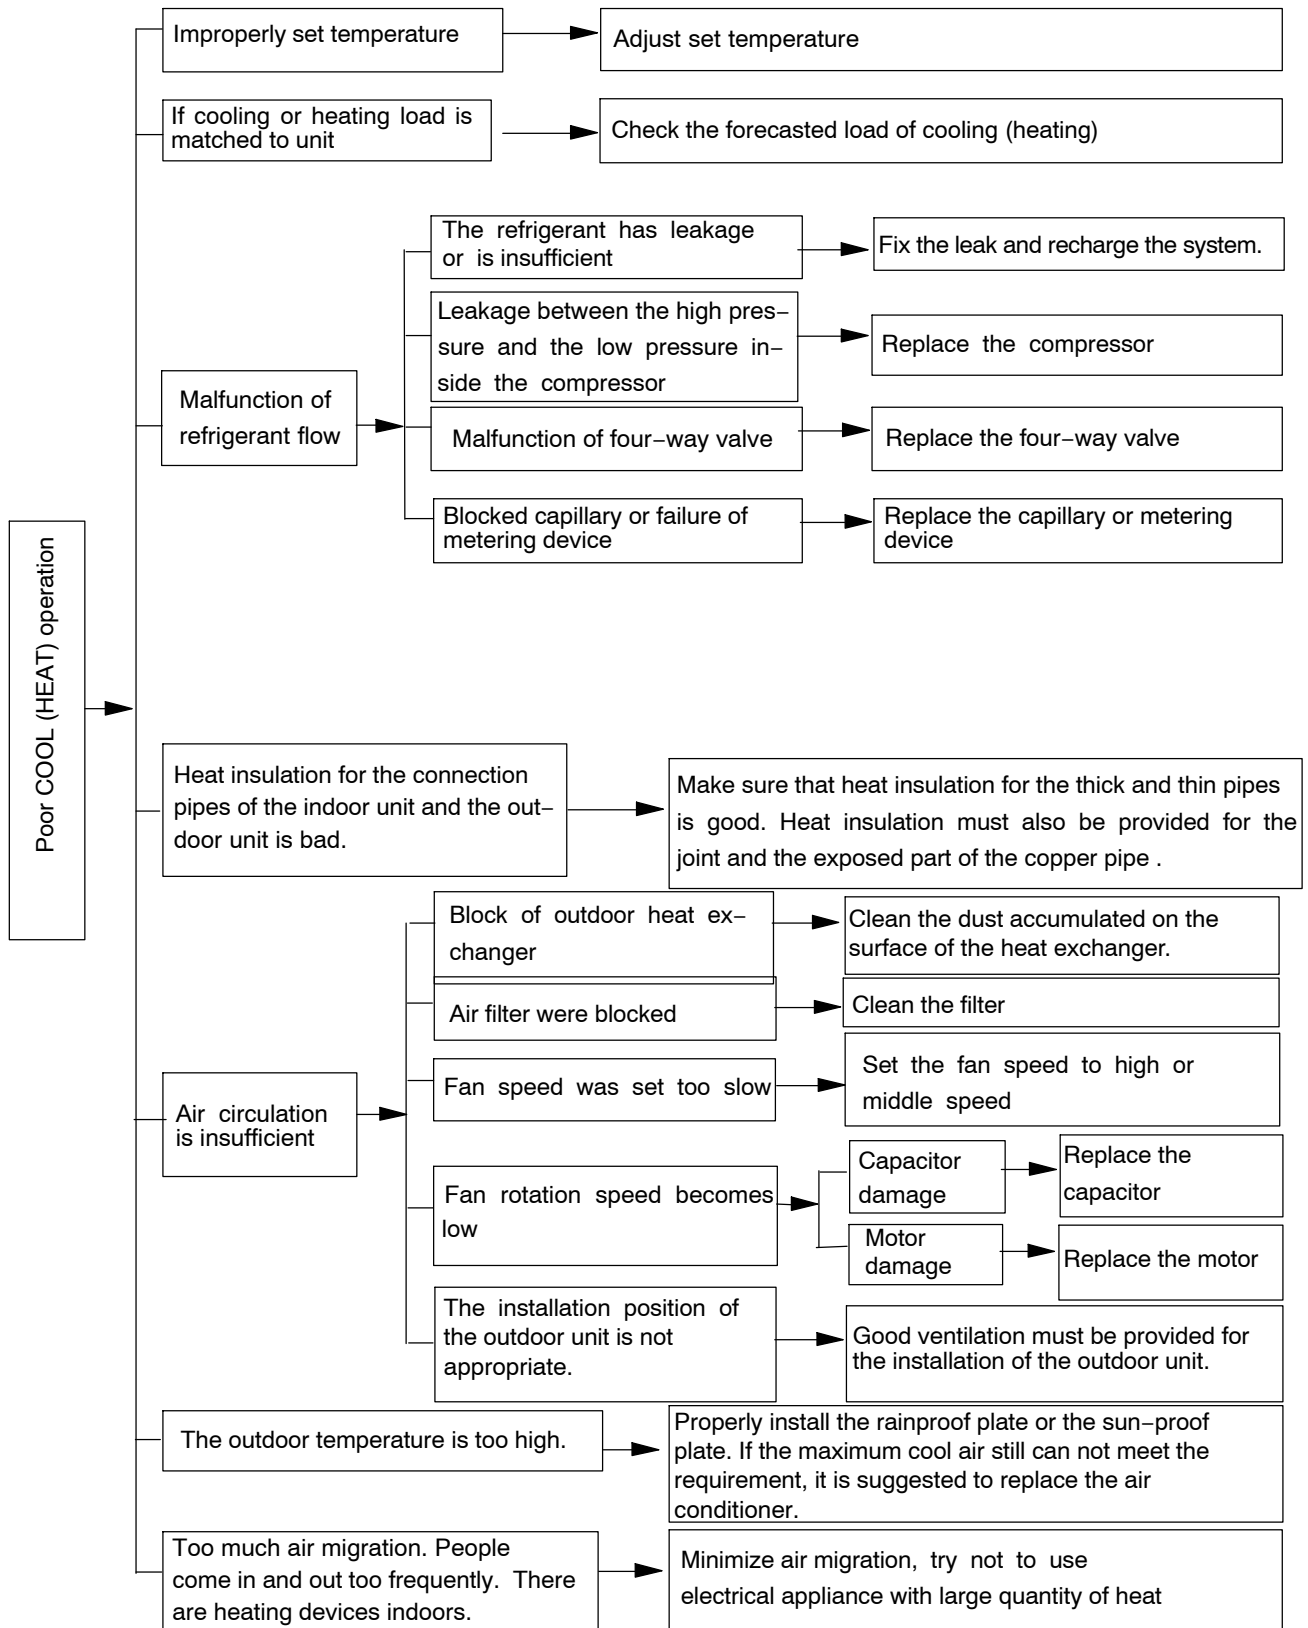 Poor COOL (HEAT) operation
Improperly set temperature
Adjust set temperature
If cooling or heating load is
matched to unit
Check the forecasted load of cooling (heating)
Malfunction of
refrigerant flow
The refrigerant has leakage
or is insufficient
Fix the leak and recharge the system.
Leakage between the high pres-
sure and the low pressure in-
side the compressor
Replace the compressor
Malfunction of four-way valve
Replace the four-way valve
Blocked capillary or failure of
metering device
Replace the capillary or metering
device
Heat insulation for the connection
pipes of the indoor unit and the out-
door unit is bad.
Make sure that heat insulation for the thick and thin pipes
is good. Heat insulation must also be provided for the
joint and the exposed part of the copper pipe .
Air circulation
is insufficient
Block of outdoor heat ex-
changer
Clean the dust accumulated on the
surface of the heat exchanger.
Air filter were blocked
Clean the filter
Fan speed was set too slow
Set the fan speed to high or
middle speed
Fan rotation speed becomes
low
Capacitor
damage
Replace the
capacitor
Motor
damage
Replace the motor
The installation position of
the outdoor unit is not
appropriate.
Good ventilation must be provided for
the installation of the outdoor unit.
The outdoor temperature is too high.
Properly install the rainproof plate or the sun-proof
plate. If the maximum cool air still can not meet the
requirement, it is suggested to replace the air
conditioner.
Too much air migration. People
come in and out too frequently. There
are heating devices indoors.
Minimize air migration, try not to use
electrical appliance with large quantity of heat